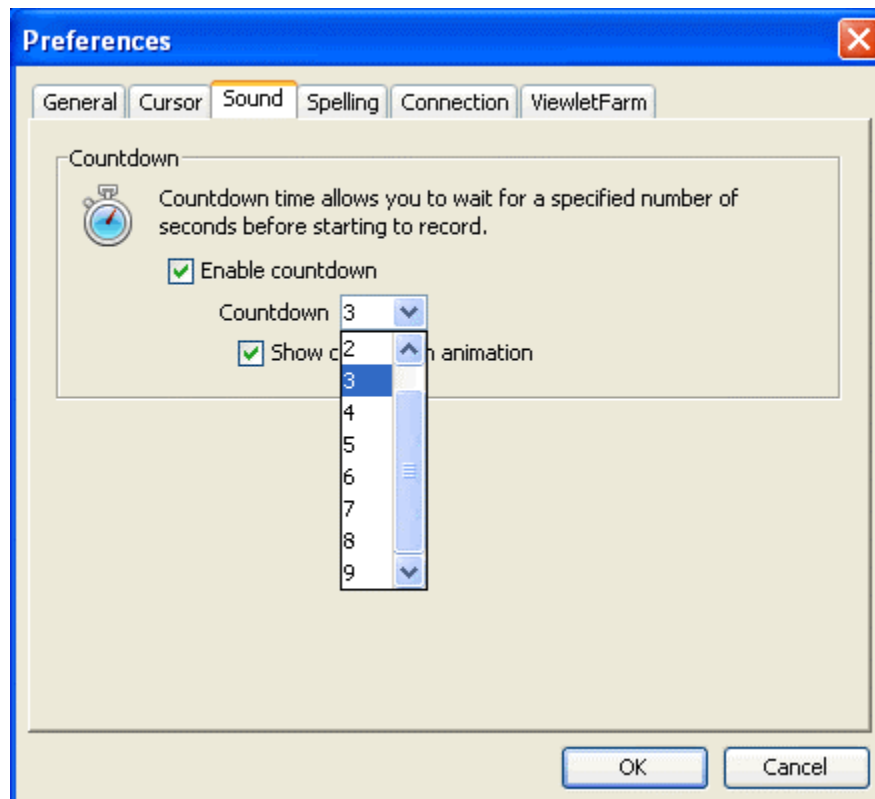 Preferences
General Cursor Sound Spelling Connection ViewletFarm
Countdown
Countdown time allows you to wait for a specified number of
seconds before starting to record.
Enable countdown
Countdown 3
Show c
2
n animation
3
4
5
6
7
8
9
OK Cancel